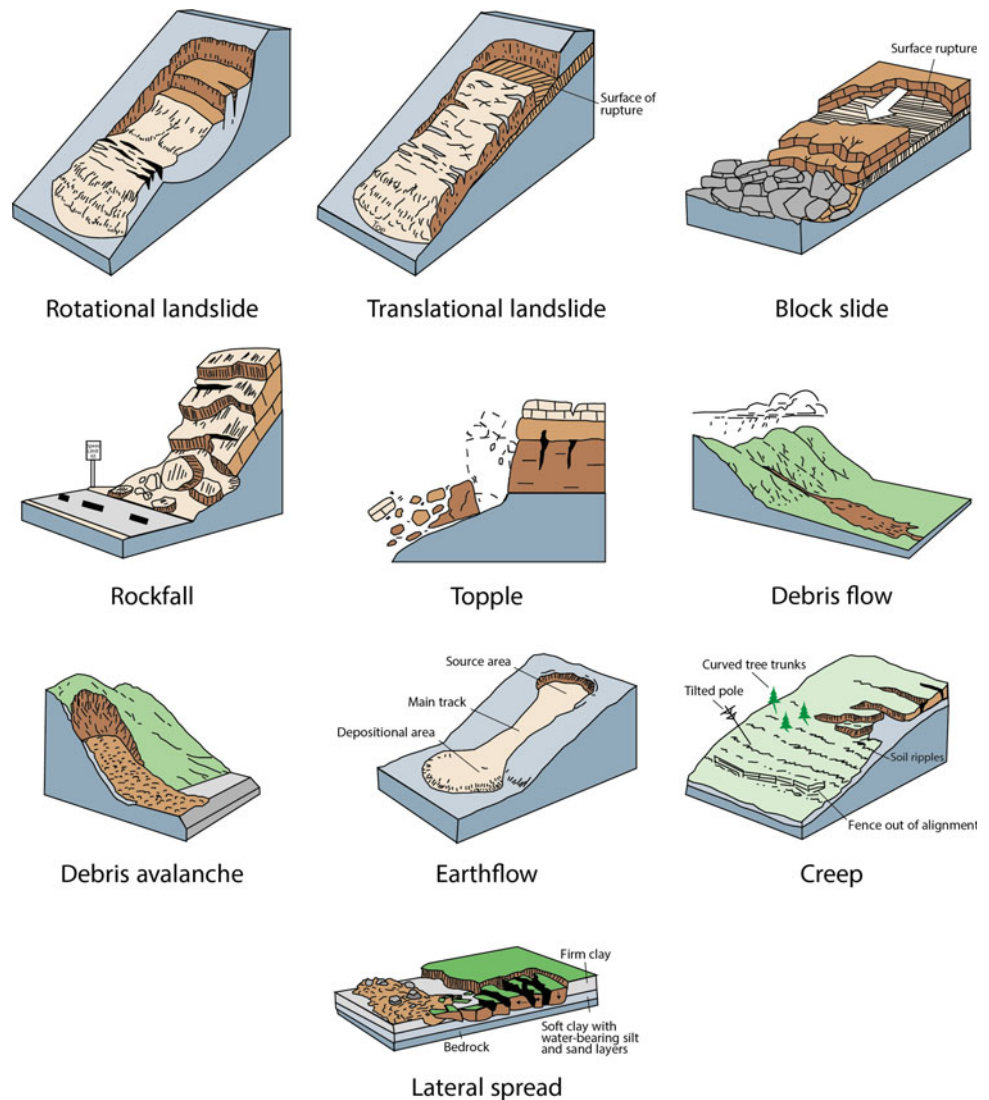 Surface of
rupture
Surface rupture
Rotational landslide
Translational landslide
Block slide
Rockfall
Topple
Debris flow
Source area
Main track
Depositional area
Curved tree trunks
Tilted pole
Soil ripples
Fence out of alignment
Debris avalanche
Earthflow
Creep
Firm clay
Soft clay with
water-bearing silt
and sand layers
Bedrock
Lateral spread